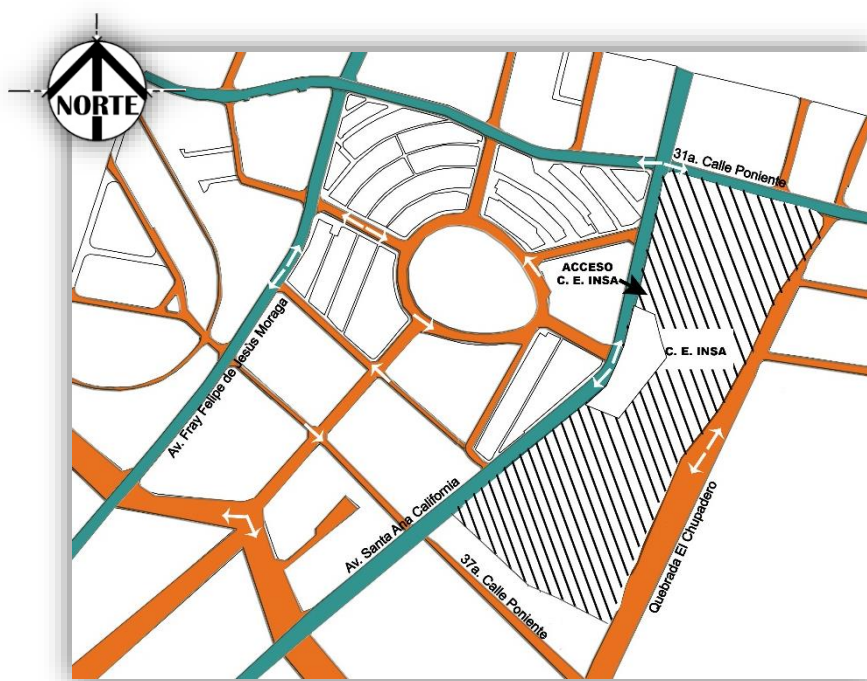 NORTE
31a. Calle Poniente
ACCESO
C. E. INSA
C. E. INSA
Av. Fray Felipe de Jesús Moraga
Av. Santa Ana California
37a. Calle Poniente
Quebrada El Chupadero